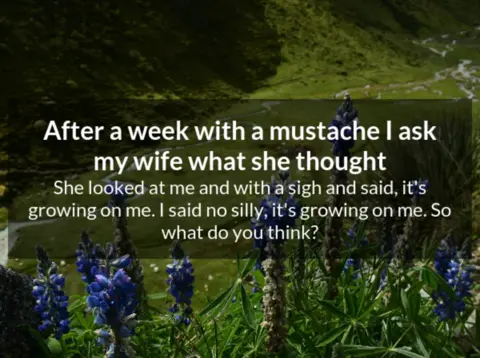 After a week with a mustache I ask
my wife what she thought
She looked at me and with a sigh and said, it's
growing on me. I said no silly, it's growing on me. So
what do you think?